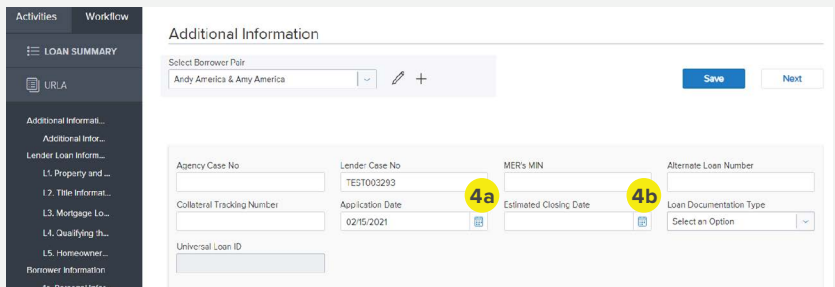 Activities Workflow
LOAN SUMMARY
URLA
Additional Informati...
Additional Infor...
Lender Loan Inform...
L1. Property and ...
L2. Title Informat...
L3. Mortgage Lo...
L4. Qualifying th...
L5. Homeowner...
Borrower Information
Additional Information
Select Borrower Pair
Andy America & Amy America
Save Next
Agency Case No Lender Case No MER's MIN Alternate Loan Number
TEST003293
4a 4b
Collateral Tracking Number Application Date Estimated Closing Date Loan Documentation Type
02/15/2021 Select an Option
Universal Loan ID